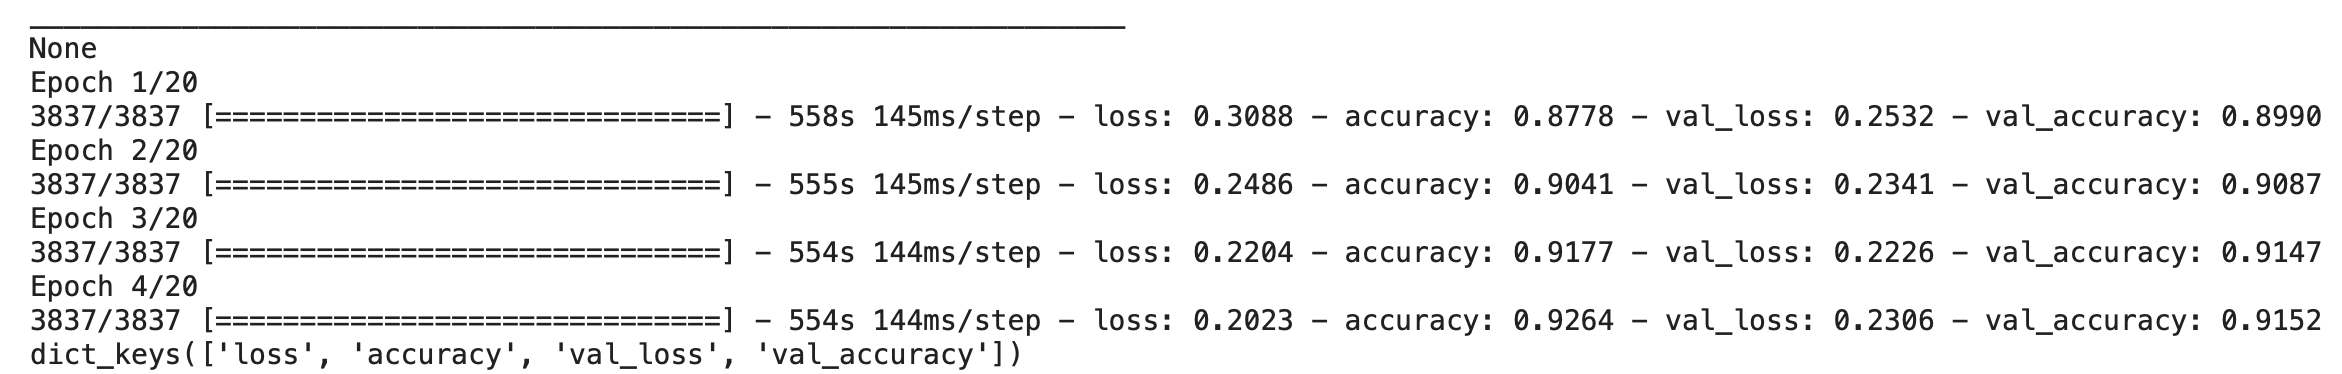 _________________________________________________________________
None
Epoch 1/20
3837/3837 [==============================] - 558s 145ms/step - loss: 0.3088 - accuracy: 0.8778 - val_loss: 0.2532 - val_accuracy: 0.8990
Epoch 2/20
3837/3837 [==============================] - 555s 145ms/step - loss: 0.2486 - accuracy: 0.9041 - val_loss: 0.2341 - val_accuracy: 0.9087
Epoch 3/20
3837/3837 [==============================] - 554s 144ms/step - loss: 0.2204 - accuracy: 0.9177 - val_loss: 0.2226 - val_accuracy: 0.9147
Epoch 4/20
3837/3837 [==============================] - 554s 144ms/step - loss: 0.2023 - accuracy: 0.9264 - val_loss: 0.2306 - val_accuracy: 0.9152
dict_keys(['loss', 'accuracy', 'val_loss', 'val_accuracy'])